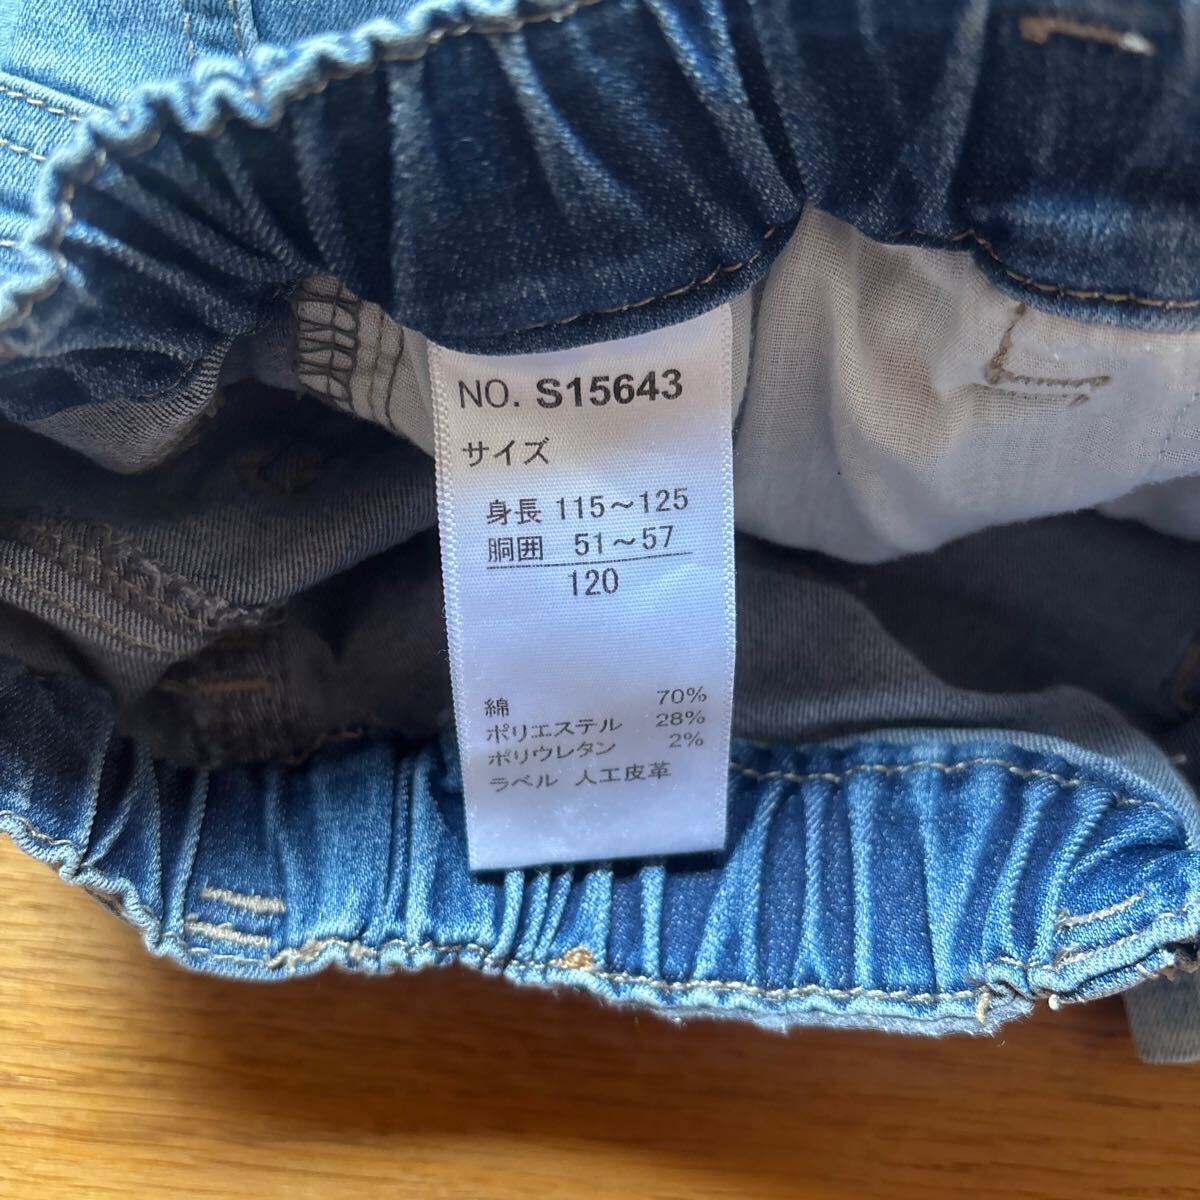 NO. S15643
サイズ
身長 115～125
胴囲 51～57
120
綿 70%
ポリエステル 28%
ポリウレタン 2%
ラベル 人工皮革